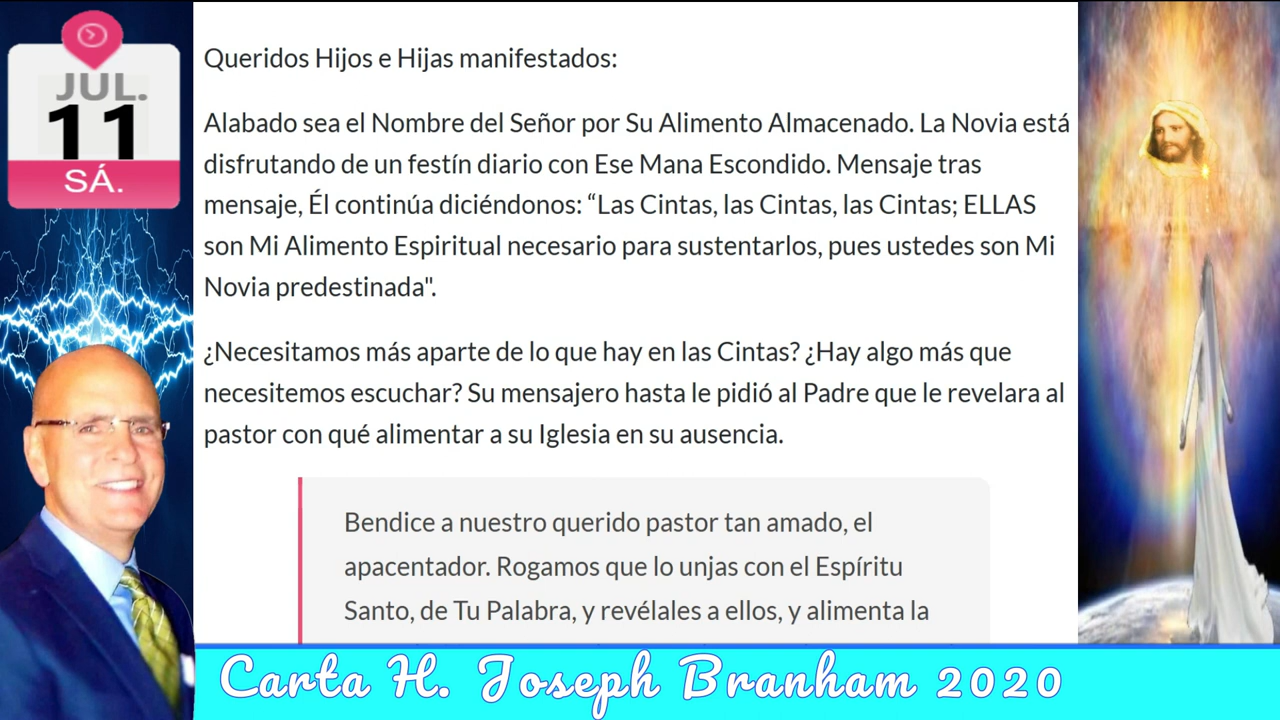 JUL.
11
SÁ.
Queridos Hijos e Hijas manifestados:
Alabado sea el Nombre del Señor por Su Alimento Almacenado. La Novia está
disfrutando de un festín diario con Ese Mana Escondido. Mensaje tras
mensaje, Él continúa diciéndonos: “Las Cintas, las Cintas, las Cintas; ELLAS
son Mi Alimento Espiritual necesario para sustentarlos, pues ustedes son Mi
Novia predestinada".
¿Necesitamos más aparte de lo que hay en las Cintas? ¿Hay algo más que
necesitemos escuchar? Su mensajero hasta le pidió al Padre que le revelara al
pastor con qué alimentar a su Iglesia en su ausencia.
Bendice a nuestro querido pastor tan amado, el
apacentador. Rogamos que lo unjas con el Espíritu
Santo, de Tu Palabra, y revélales a ellos, y alimenta la
Carta H. Joseph Branham 2020